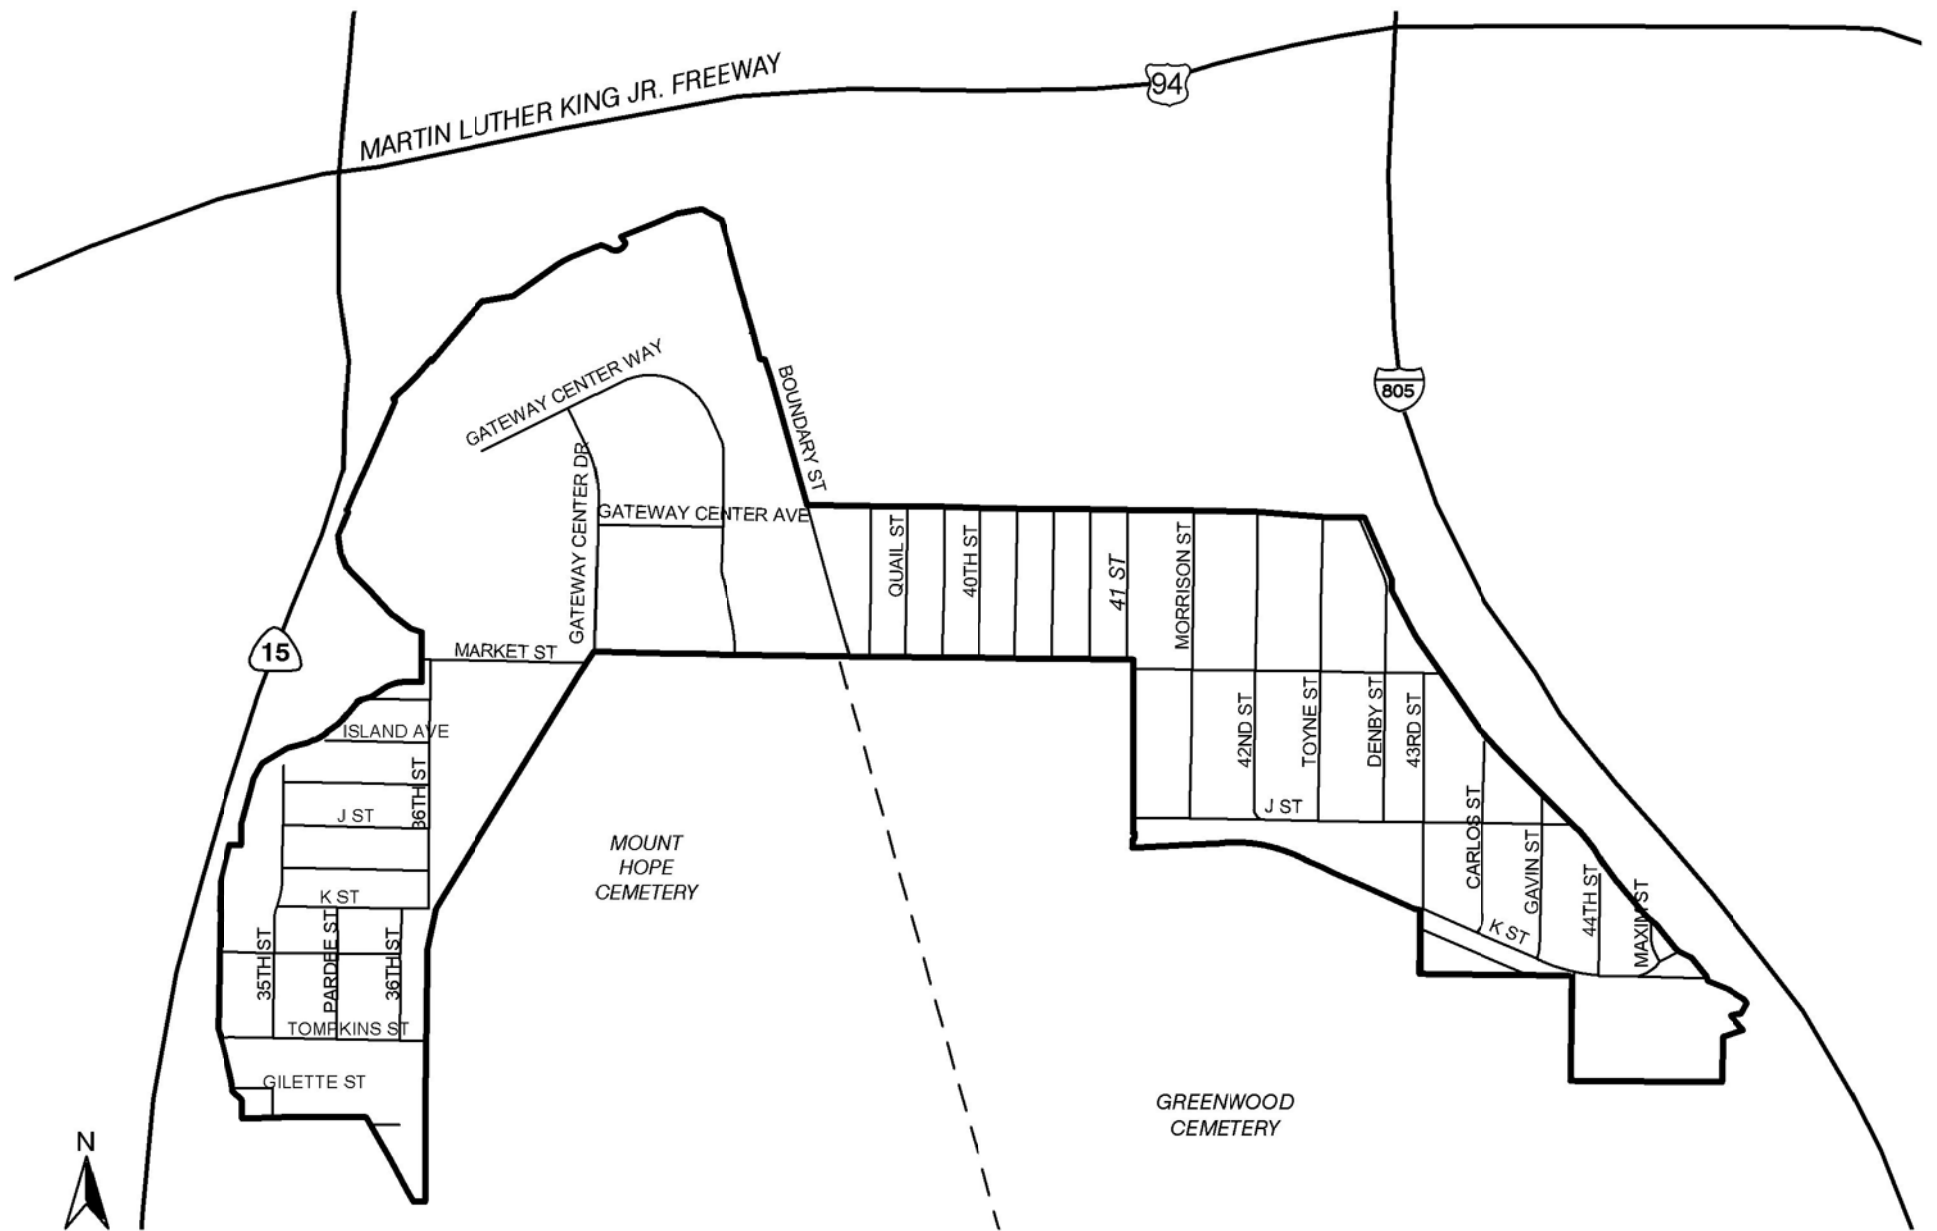 MARTIN LUTHER KING JR. FREEWAY
94
805
GATEWAY CENTER WAY
BOUNDARY ST
GATEWAY CENTER DR
GATEWAY CENTER AVE
QUAIL ST
40TH ST
41 ST
MORRISON ST
15
MARKET ST
ISLAND AVE
36TH ST
J ST
K ST
42ND ST
TOYNE ST
DENBY ST
43RD ST
J ST
CARLOS ST
GAVIN ST
44TH ST
MAXIM ST
K ST
MOUNT
HOPE
CEMETERY
35TH ST
PARDEE ST
36TH ST
TOMPKINS ST
GILETTE ST
GREENWOOD
CEMETERY
N